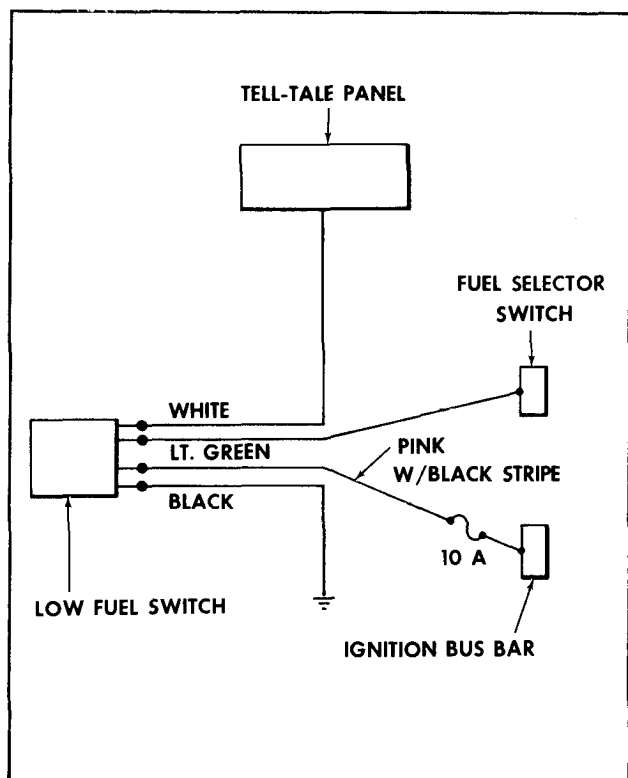 TELL-TALE PANEL
FUEL SELECTOR
SWITCH
WHITE
LT. GREEN
PINK
W/BLACK STRIPE
BLACK
10 A
LOW FUEL SWITCH
IGNITION BUS BAR